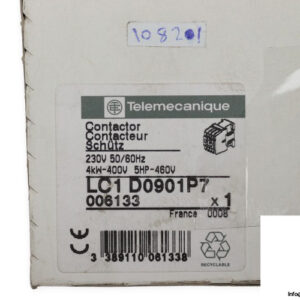 108201
Telemecanique
Contactor
Contacteur
Schütz
230V 50/60Hz
4kW-400V 5HP-460V
LC1 D0901P7
006133 x 1
France 0008
CE
RECYCLABLE
3 389110 061338